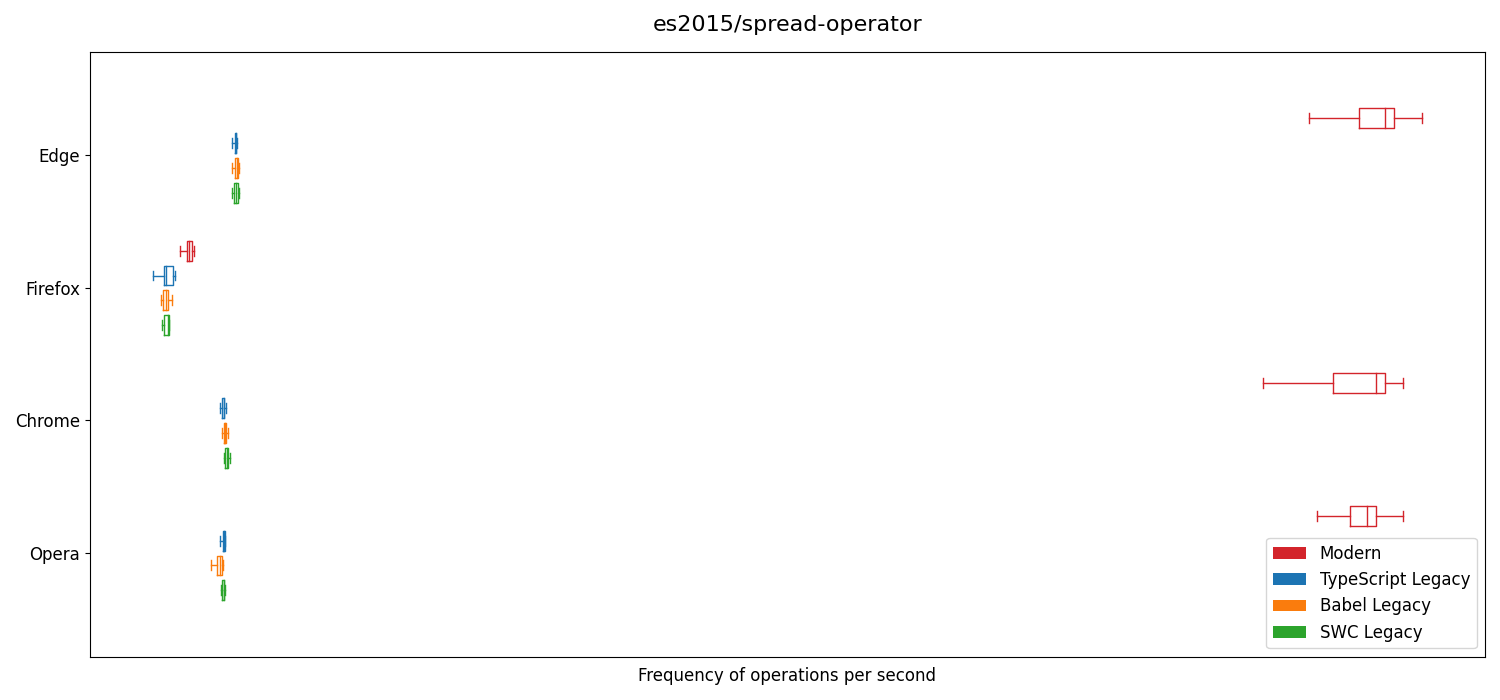 es2015/spread-operator
Edge
Firefox
Chrome
Opera
Modern
TypeScript Legacy
Babel Legacy
SWC Legacy
Frequency of operations per second